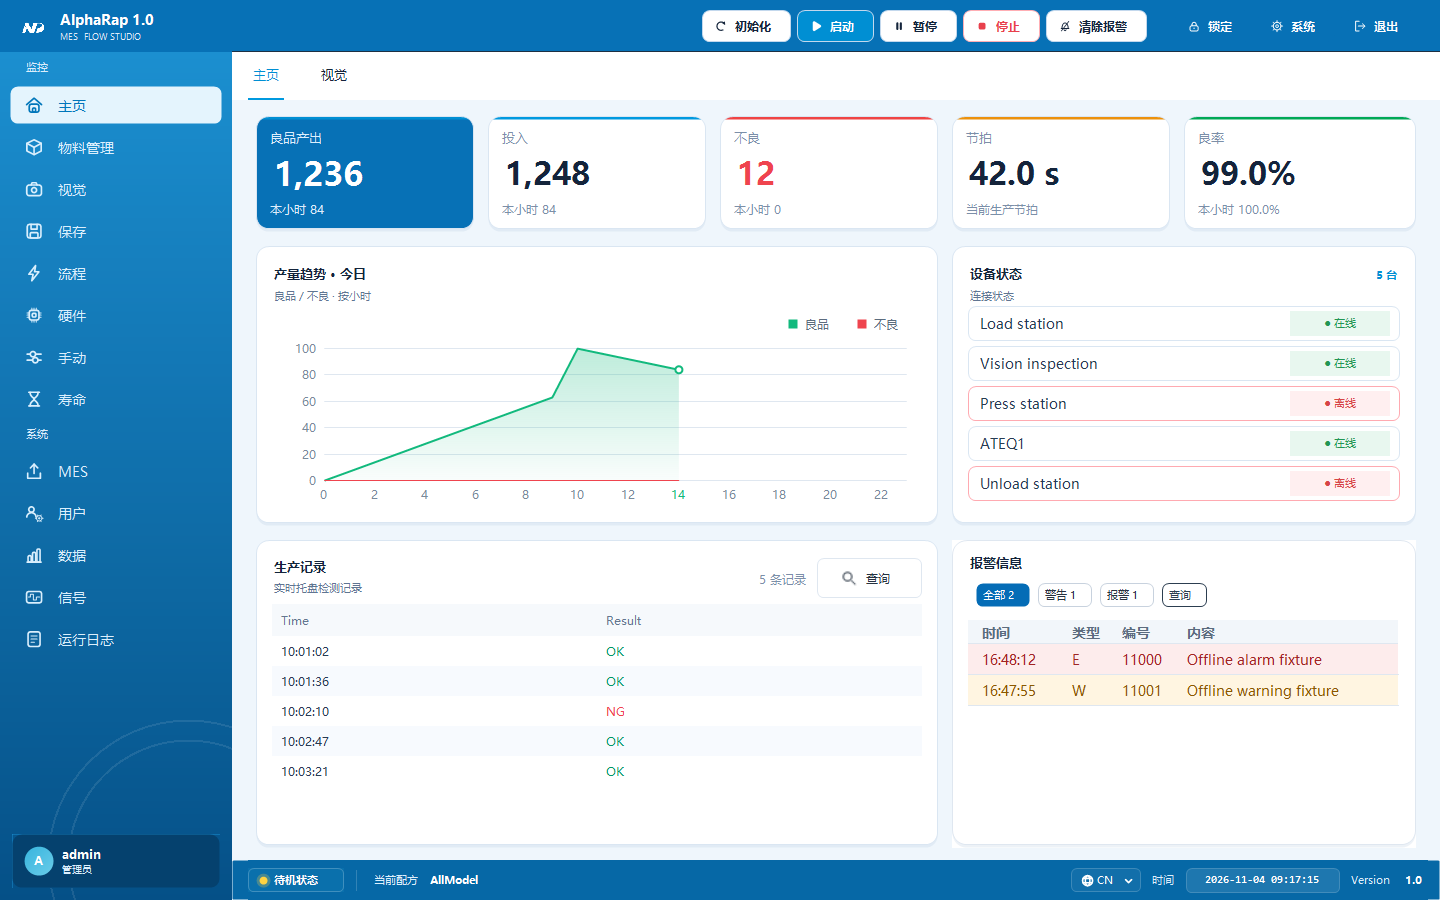 AlphaRap 1.0
MES FLOW STUDIO
初始化
启动
暂停
停止
清除报警
锁定
系统
退出
监控
主页
物料管理
视觉
保存
流程
硬件
手动
寿命
系统
MES
用户
数据
信号
运行日志
A
admin
管理员
主页
视觉
良品产出
1,236
本小时 84
投入
1,248
本小时 84
不良
12
本小时 0
节拍
42.0 s
当前生产节拍
良率
99.0%
本小时 100.0%
产量趋势 • 今日
良品 / 不良 · 按小时
良品
不良
100
80
60
40
20
0
0 2 4 6 8 10 12 14 16 18 20 22
设备状态
5 台
连接状态
Load station
在线
Vision inspection
在线
Press station
离线
ATEQ1
在线
Unload station
离线
生产记录
实时托盘检测记录
5 条记录
查询
Time Result
10:01:02 OK
10:01:36 OK
10:02:10 NG
10:02:47 OK
10:03:21 OK
报警信息
全部 2
警告 1
报警 1
查询
时间 类型 编号 内容
16:48:12 E 11000 Offline alarm fixture
16:47:55 W 11001 Offline warning fixture
待机状态
当前配方 AllModel
CN
时间
2026-11-04 09:17:15
Version 1.0